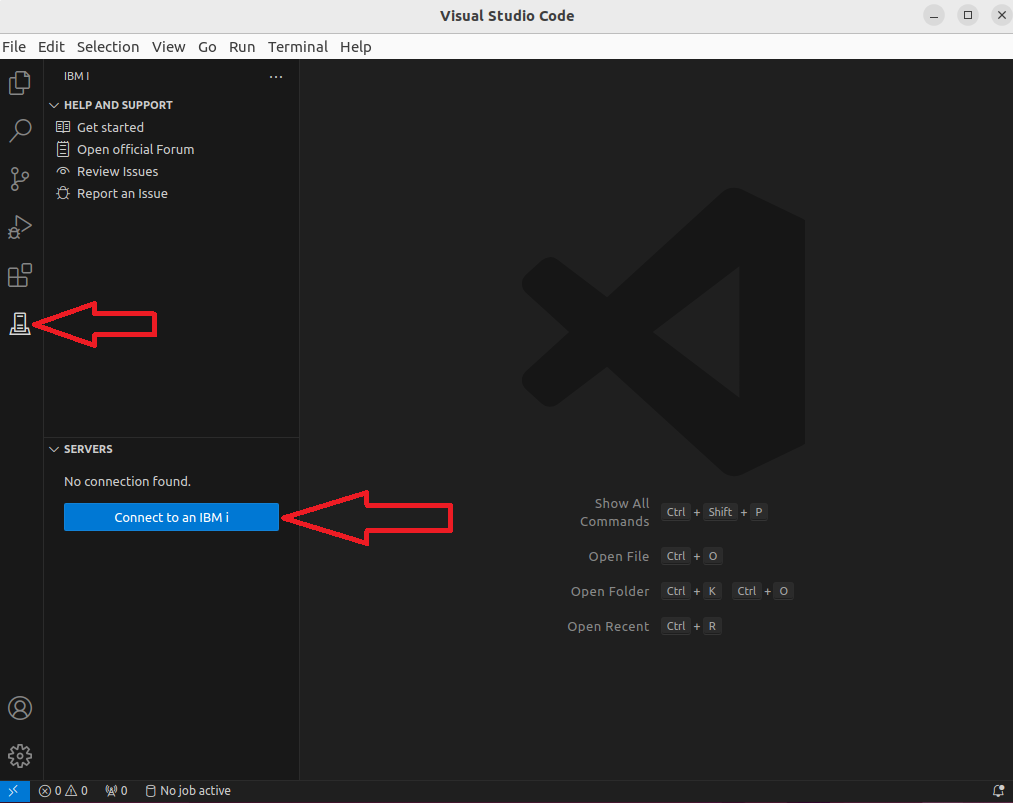 Visual Studio Code
File Edit Selection View Go Run Terminal Help
IBM I
HELP AND SUPPORT
Get started
Open official Forum
Review Issues
Report an Issue
SERVERS
No connection found.
Connect to an IBM i
Show All
Commands
Ctrl + Shift + P
Open File Ctrl + O
Open Folder Ctrl + K Ctrl + O
Open Recent Ctrl + R
0 0 0 No job active